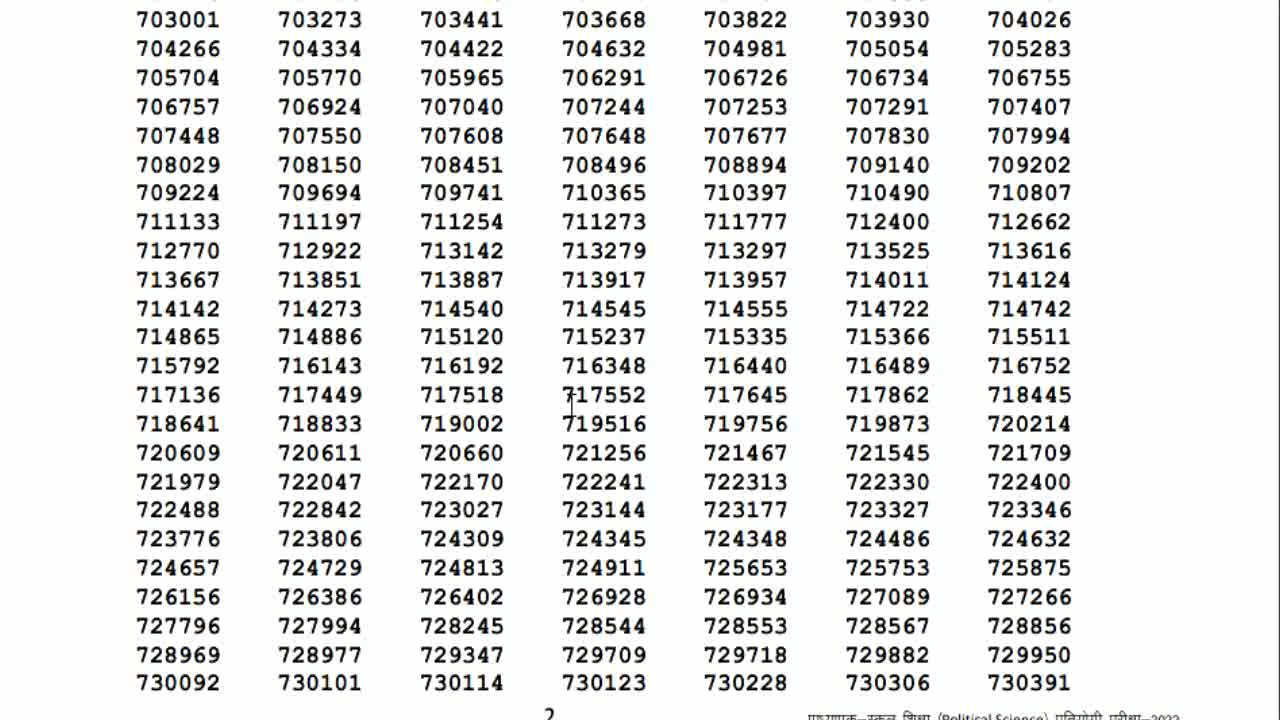 703001 703273 703441 703668 703822 703930 704026
704266 704334 704422 704632 704981 705054 705283
705704 705770 705965 706291 706726 706734 706755
706757 706924 707040 707244 707253 707291 707407
707448 707550 707608 707648 707677 707830 707994
708029 708150 708451 708496 708894 709140 709202
709224 709694 709741 710365 710397 710490 710807
711133 711197 711254 711273 711777 712400 712662
712770 712922 713142 713279 713297 713525 713616
713667 713851 713887 713917 713957 714011 714124
714142 714273 714540 714545 714555 714722 714742
714865 714886 715120 715237 715335 715366 715511
715792 716143 716192 716348 716440 716489 716752
717136 717449 717518 717552 717645 717862 718445
718641 718833 719002 719516 719756 719873 720214
720609 720611 720660 721256 721467 721545 721709
721979 722047 722170 722241 722313 722330 722400
722488 722842 723027 723144 723177 723327 723346
723776 723806 724309 724345 724348 724486 724632
724657 724729 724813 724911 725653 725753 725875
726156 726386 726402 726928 726934 727089 727266
727796 727994 728245 728544 728553 728567 728856
728969 728977 729347 729709 729718 729882 729950
730092 730101 730114 730123 730228 730306 730391
2 प्राध्यापक–स्कूल शिक्षा (Political Science) प्रतियोगी परीक्षा–2022